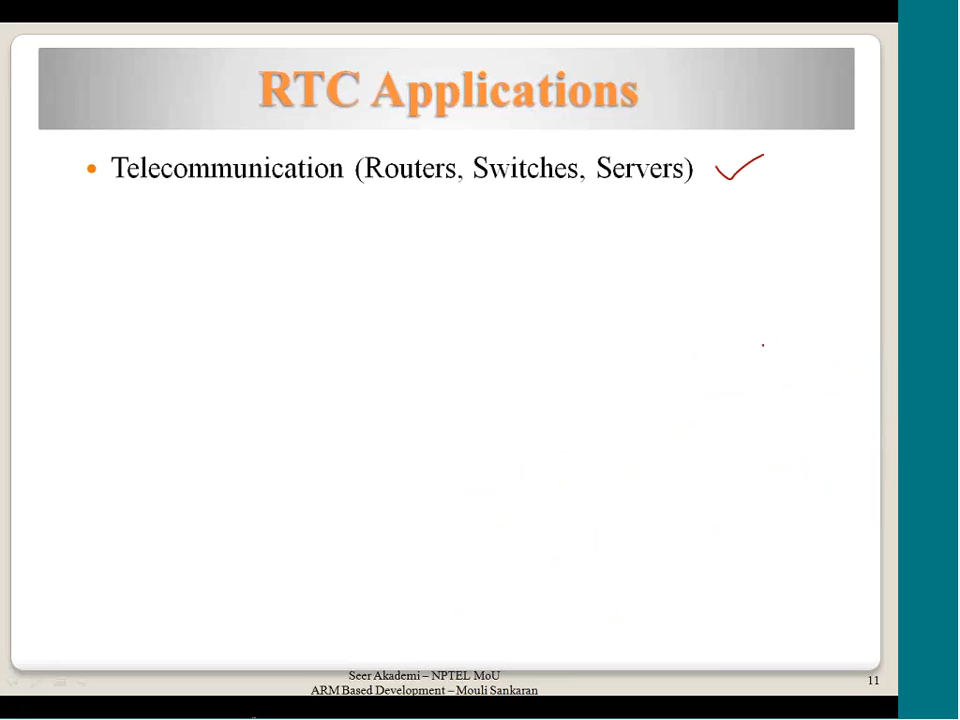 RTC Applications
• Telecommunication (Routers, Switches, Servers)
Seer Akademi – NPTEL MoU
ARM Based Development – Mouli Sankaran
11